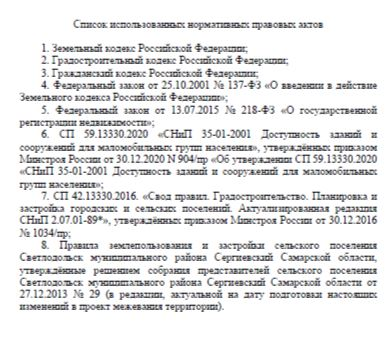 Список использованных нормативных правовых актов
1. Земельный кодекс Российской Федерации;
2. Градостроительный кодекс Российской Федерации;
3. Гражданский кодекс Российской Федерации;
4. Федеральный закон от 25.10.2001 № 137-ФЗ «О введении в действие
Земельного кодекса Российской Федерации»;
5. Федеральный закон от 13.07.2015 № 218-ФЗ «О государственной
регистрации недвижимости»;
6. СП 59.13330.2020 «СНиП 35-01-2001 Доступность зданий и
сооружений для маломобильных групп населения», утверждённых приказом
Минстроя России от 30.12.2020 N 904/пр «Об утверждении СП 59.13330.2020
«СНиП 35-01-2001 Доступность зданий и сооружений для маломобильных
групп населения»;
7. СП 42.13330.2016. «Свод правил. Градостроительство. Планировка и
застройка городских и сельских поселений. Актуализированная редакция
СНиП 2.07.01-89*», утверждённых приказом Минстроя России от 30.12.2016
№ 1034/пр;
8. Правила землепользования и застройки сельского поселения
Светлодольск муниципального района Сергиевский Самарской области,
утверждённые решением собрания представителей сельского поселения
Светлодольск муниципального района Сергиевский Самарской области от
27.12.2013 № 29 (в редакции, актуальной на дату подготовки настоящих
изменений в проект межевания территории).